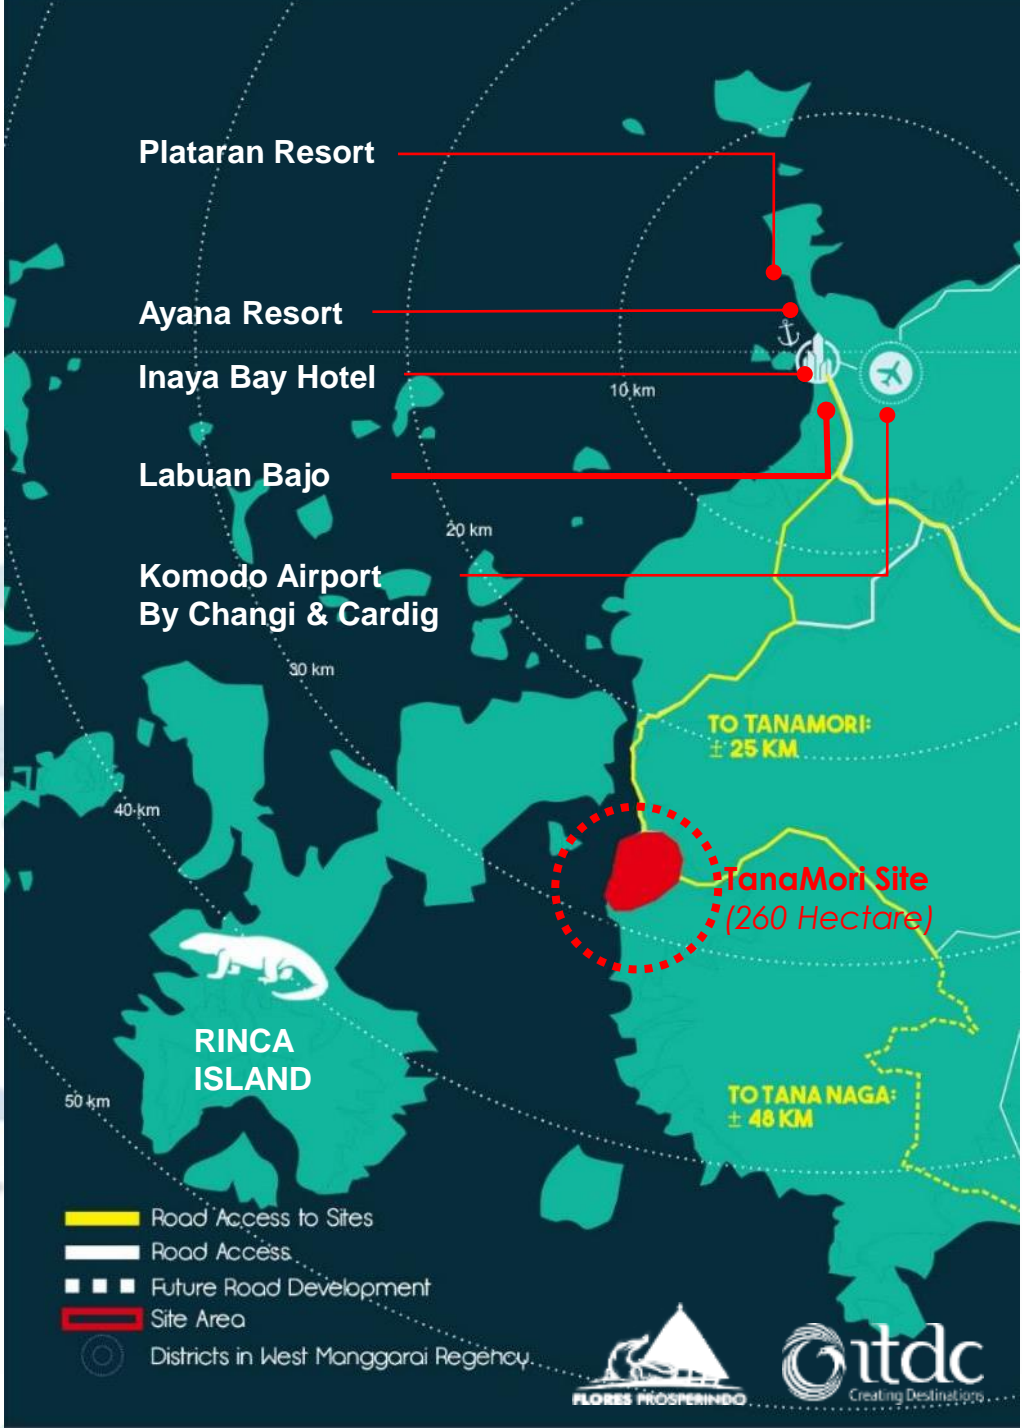 Plataran Resort
Ayana Resort
Inaya Bay Hotel
10 km
Labuan Bajo
20 km
Komodo Airport
By Changi & Cardig
30 km
TO TANAMORI:
± 25 KM
40 km
TanaMori Site
(260 Hectare)
RINCA
ISLAND
50 km
TO TANA NAGA:
± 48 KM
Road Access to Sites
Road Access
Future Road Development
Site Area
Districts in West Manggarai Regency
FLORES PROSPERINDO
itdc
Creating Destinations